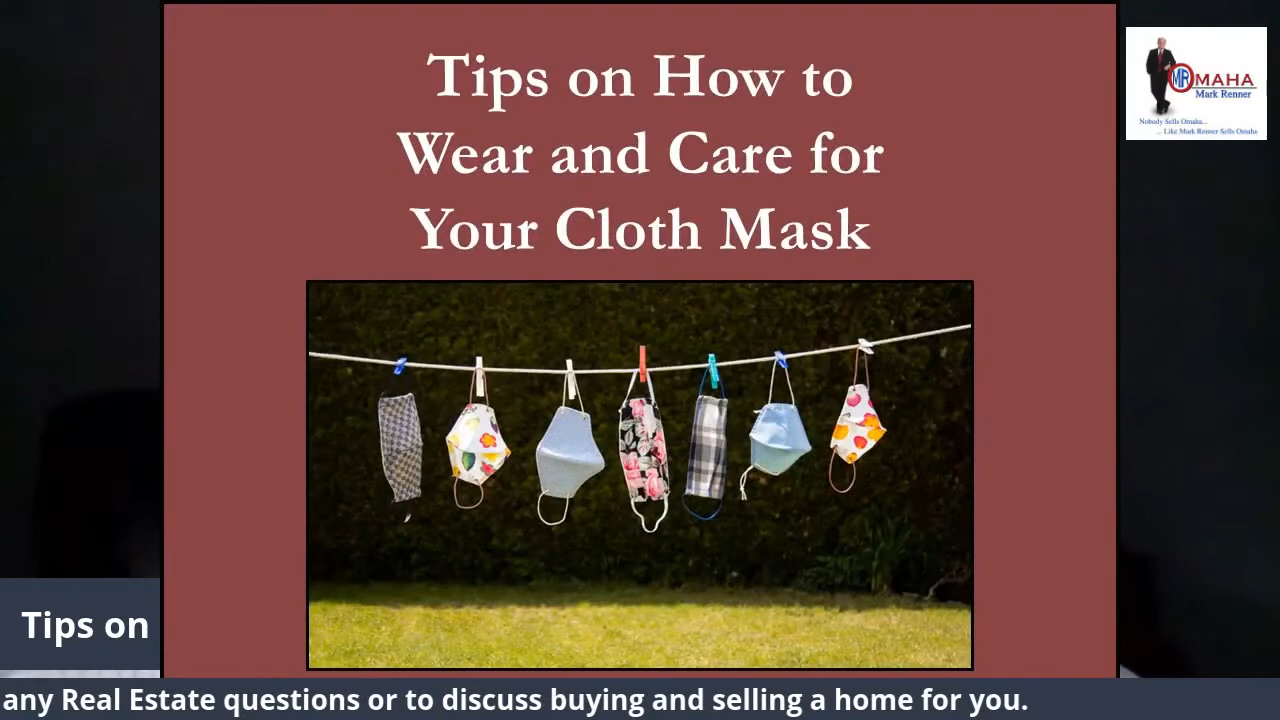 Tips on How to
Wear and Care for
Your Cloth Mask
MR
OMAHA
Mark Renner
Nobody Sells Omaha...
... Like Mark Renner Sells Omaha
Tips on
any Real Estate questions or to discuss buying and selling a home for you.